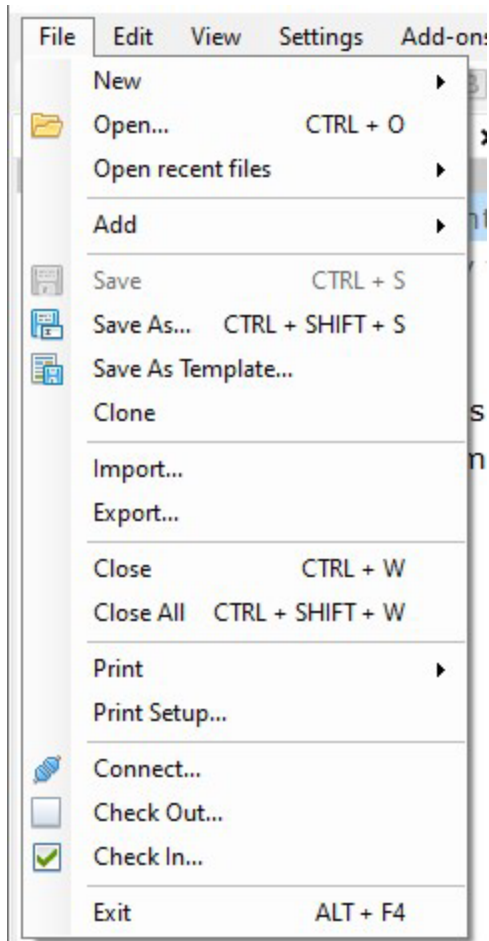 File Edit View Settings Add-ons
New
Open... CTRL + O
Open recent files
Add
Save CTRL + S
Save As... CTRL + SHIFT + S
Save As Template...
Clone
Import...
Export...
Close CTRL + W
Close All CTRL + SHIFT + W
Print
Print Setup...
Connect...
Check Out...
Check In...
Exit ALT + F4